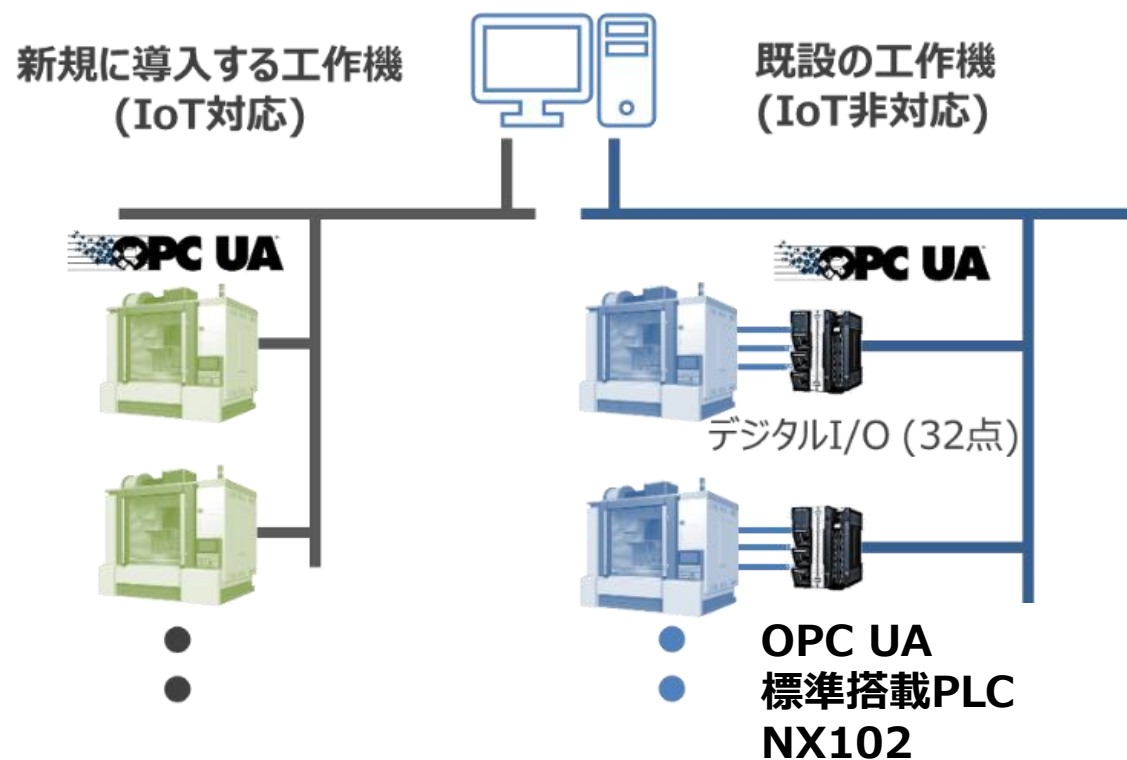 新規に導入する工作機
(IoT対応)
既設の工作機
(IoT非対応)
OPC UA
OPC UA
デジタルI/O (32点)
OPC UA
標準搭載PLC
NX102